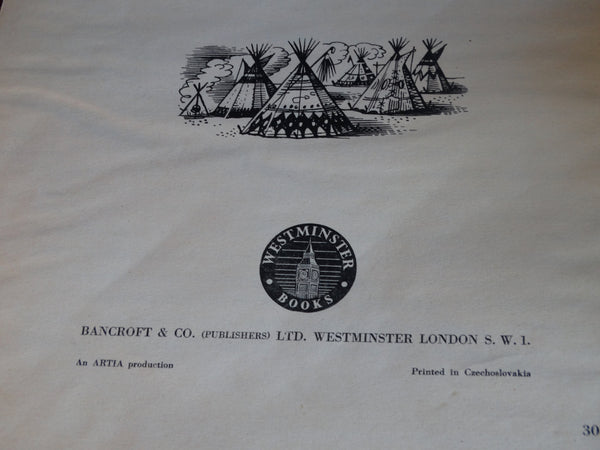 WESTMINSTER
BOOKS
BANCROFT & CO. (PUBLISHERS) LTD. WESTMINSTER LONDON S. W. 1.
An ARTIA production
Printed in Czechoslovakia
30